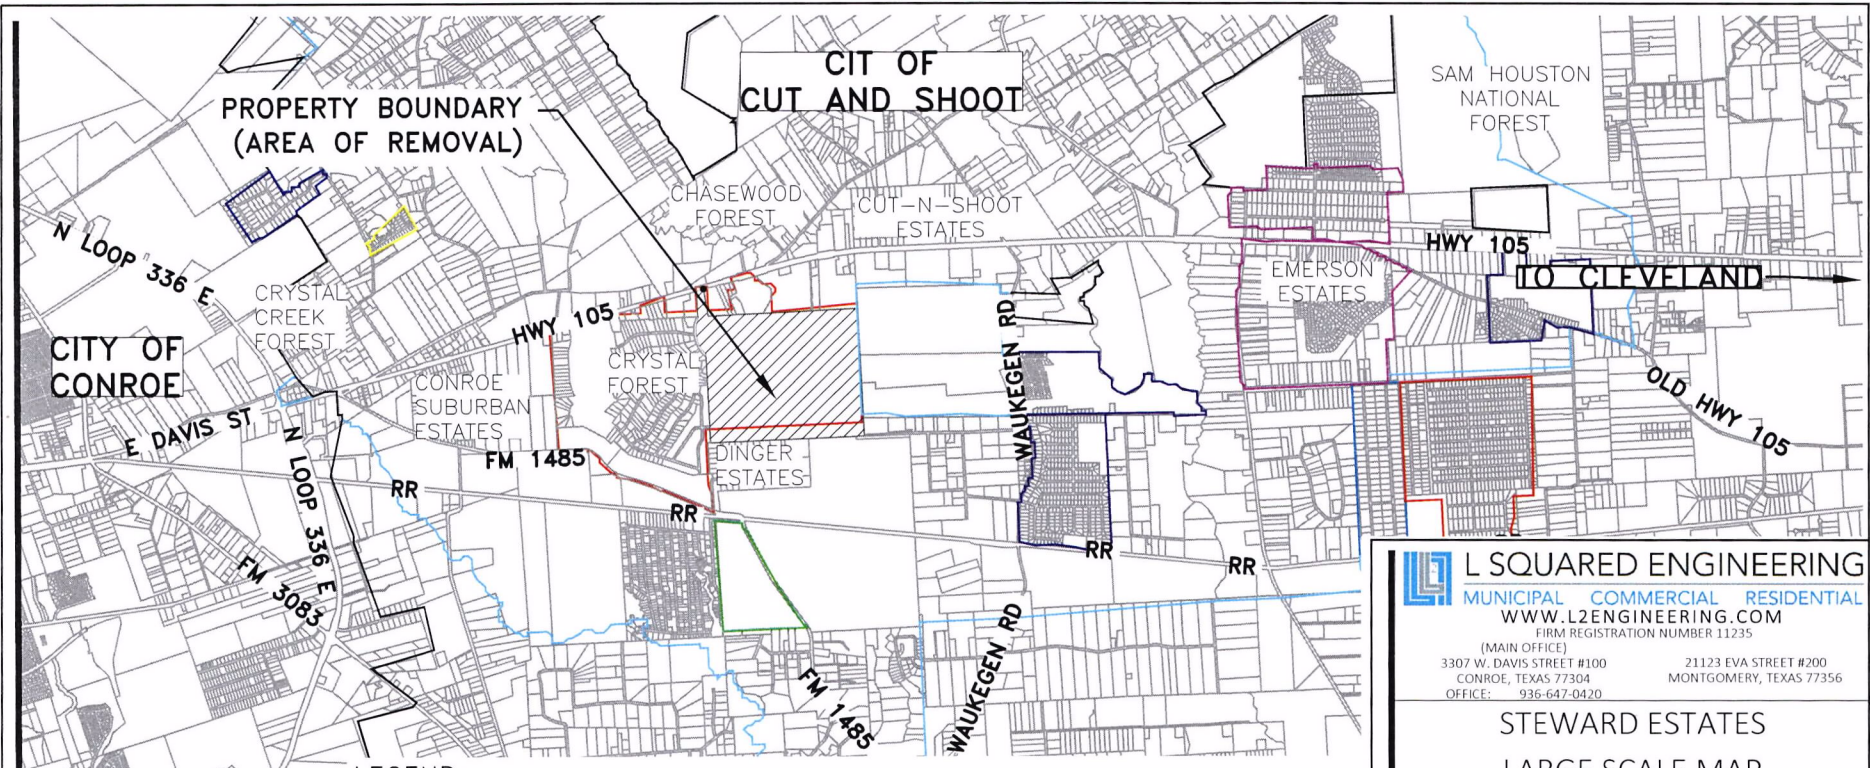 CIT OF
CUT AND SHOOT
PROPERTY BOUNDARY
(AREA OF REMOVAL)
SAM HOUSTON
NATIONAL
FOREST
CHASEWOOD
FOREST
CUT-N-SHOOT
ESTATES
N LOOP 336 E
HWY 105
EMERSON
ESTATES
TO CLEVELAND
CRYSTAL
CREEK
FOREST
HWY 105
CITY OF
CONROE
CRYSTAL
FOREST
CONROE
SUBURBAN
ESTATES
WAUKEGEN RD
OLD HWY 105
E DAVIS ST
N LOOP 336 E
FM 1485
DINGER
ESTATES
RR
RR
RR
RR
FM 3083
WAUKEGEN RD
FM 1485
L SQUARED ENGINEERING
MUNICIPAL COMMERCIAL RESIDENTIAL
WWW.L2ENGINEERING.COM
FIRM REGISTRATION NUMBER 11235
(MAIN OFFICE)
3307 W. DAVIS STREET #100
CONROE, TEXAS 77304
OFFICE: 936-647-0420
21123 EVA STREET #200
MONTGOMERY, TEXAS 77356
STEWARD ESTATES
LARGE SCALE MAP
LEGEND